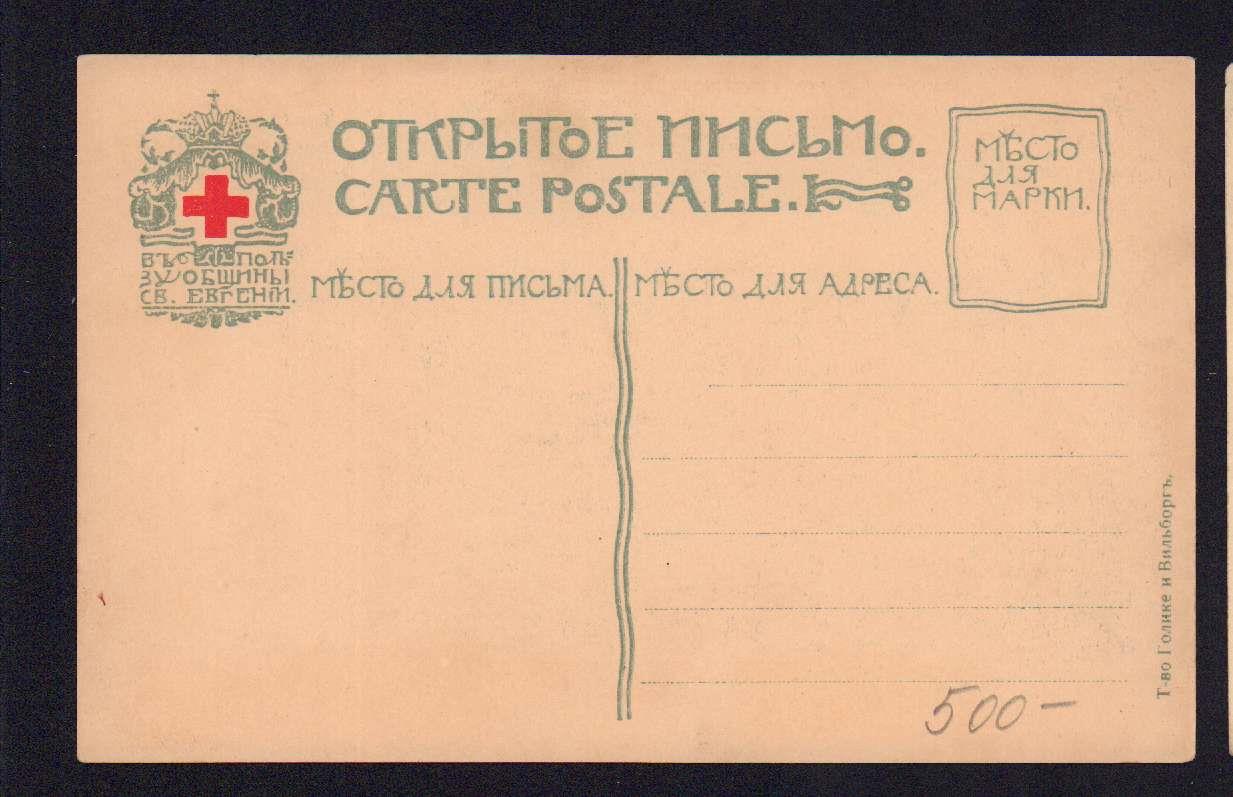 ОТКРЫТОЕ ПИСЬМО.
CARTE POSTALE.
МѢСТО
ДЛЯ
МАРКИ.
ВЪ ПОЛЬ-
ЗУ ОБЩИНЫ
СВ. ЕВГЕНІИ.
МѢСТО ДЛЯ ПИСЬМА.
МѢСТО ДЛЯ АДРЕСА.
Т-во Голике и Вильборгъ.
500-